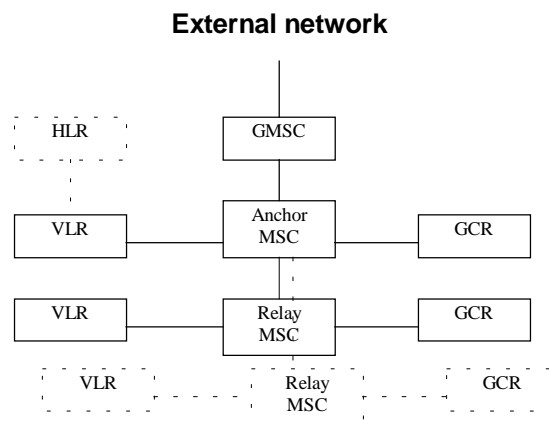 External network
HLR
GMSC
VLR
Anchor
MSC
GCR
VLR
Relay
MSC
GCR
VLR
Relay
MSC
GCR